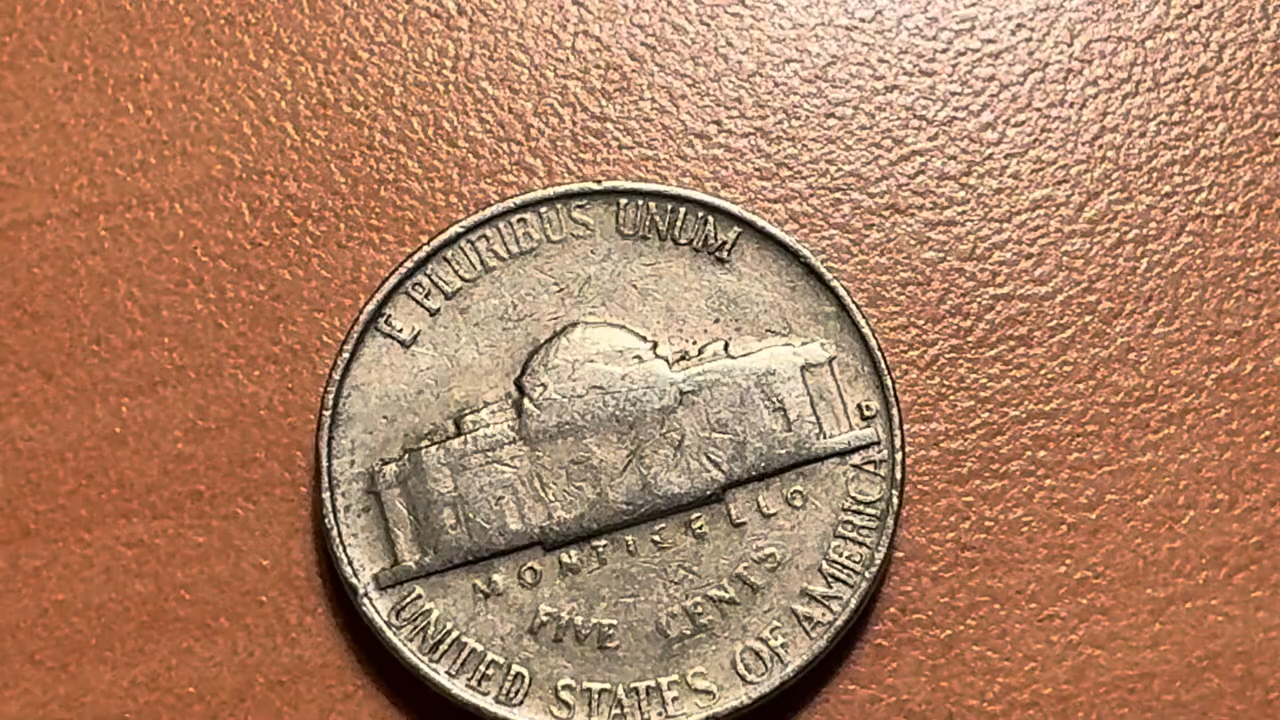 E PLURIBUS UNUM
D
MONTICELLO
FIVE CENTS
UNITED STATES OF AMERICA